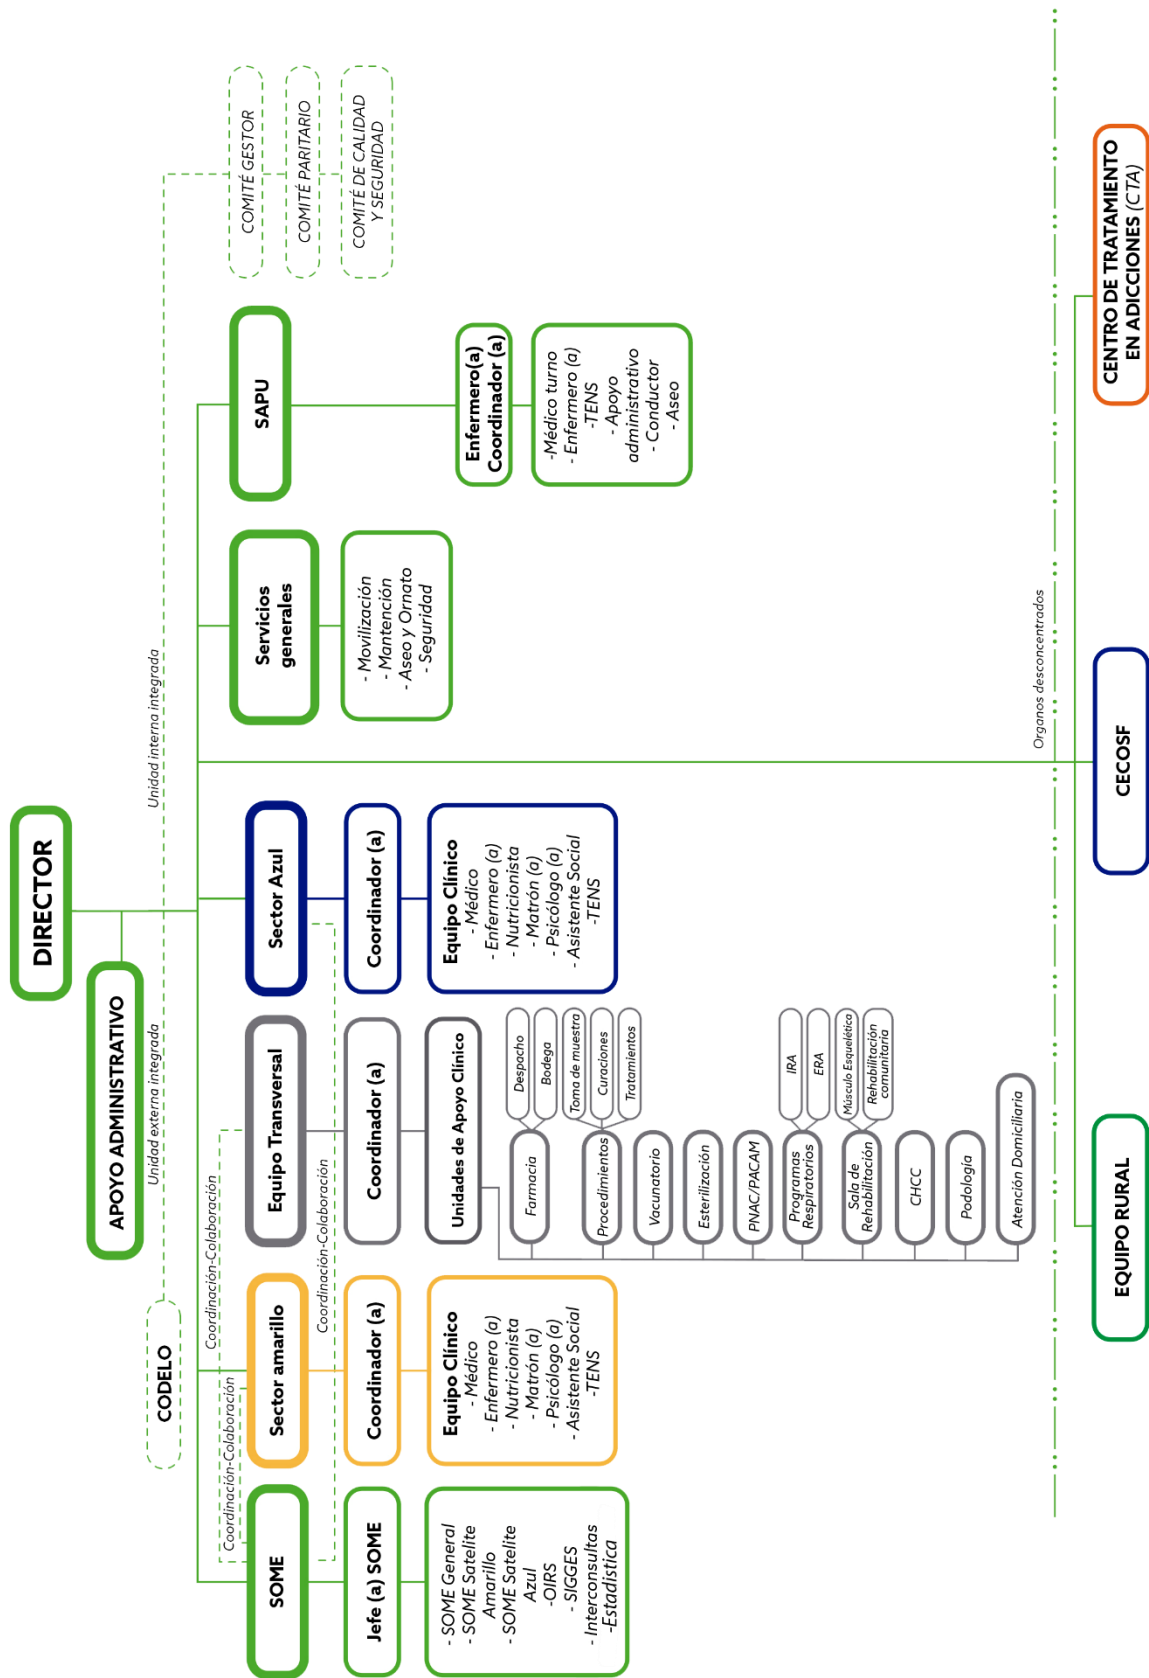 DIRECTOR
APOYO ADMINISTRATIVO
CODELO
Unidad externa integrada
Unidad interna integrada
COMITÉ GESTOR
COMITÉ PARITARIO
COMITÉ DE CALIDAD
Y SEGURIDAD
Coordinación-Colaboración
Coordinación-Colaboración
Coordinación-Colaboración
SOME
Jefe (a) SOME
- SOME General
- SOME Satelite
Amarillo
- SOME Satelite
Azul
-OIRS
- SIGGES
- Interconsultas
-Estadística
Sector amarillo
Coordinador (a)
Equipo Clínico
- Médico
- Enfermero (a)
- Nutricionista
- Matrón (a)
- Psicólogo (a)
- Asistente Social
-TENS
Equipo Transversal
Coordinador (a)
Unidades de Apoyo Clínico
Farmacia
Despacho
Bodega
Procedimientos
Toma de muestra
Curaciones
Tratamientos
Vacunatorio
Esterilización
PNAC/PACAM
Programas
Respiratorios
IRA
ERA
Sala de
Rehabilitación
Músculo Esquelética
Rehabilitación
comunitaria
CHCC
Podología
Atención Domiciliaria
Sector Azul
Coordinador (a)
Equipo Clínico
- Médico
- Enfermero (a)
- Nutricionista
- Matrón (a)
- Psicólogo (a)
- Asistente Social
-TENS
Servicios
generales
- Movilización
- Mantención
- Aseo y Ornato
- Seguridad
SAPU
Enfermero(a)
Coordinador (a)
-Médico turno
- Enfermero (a)
-TENS
- Apoyo
administrativo
- Conductor
- Aseo
Organos desconcentrados
EQUIPO RURAL
CECOSF
CENTRO DE TRATAMIENTO
EN ADICCIONES (CTA)